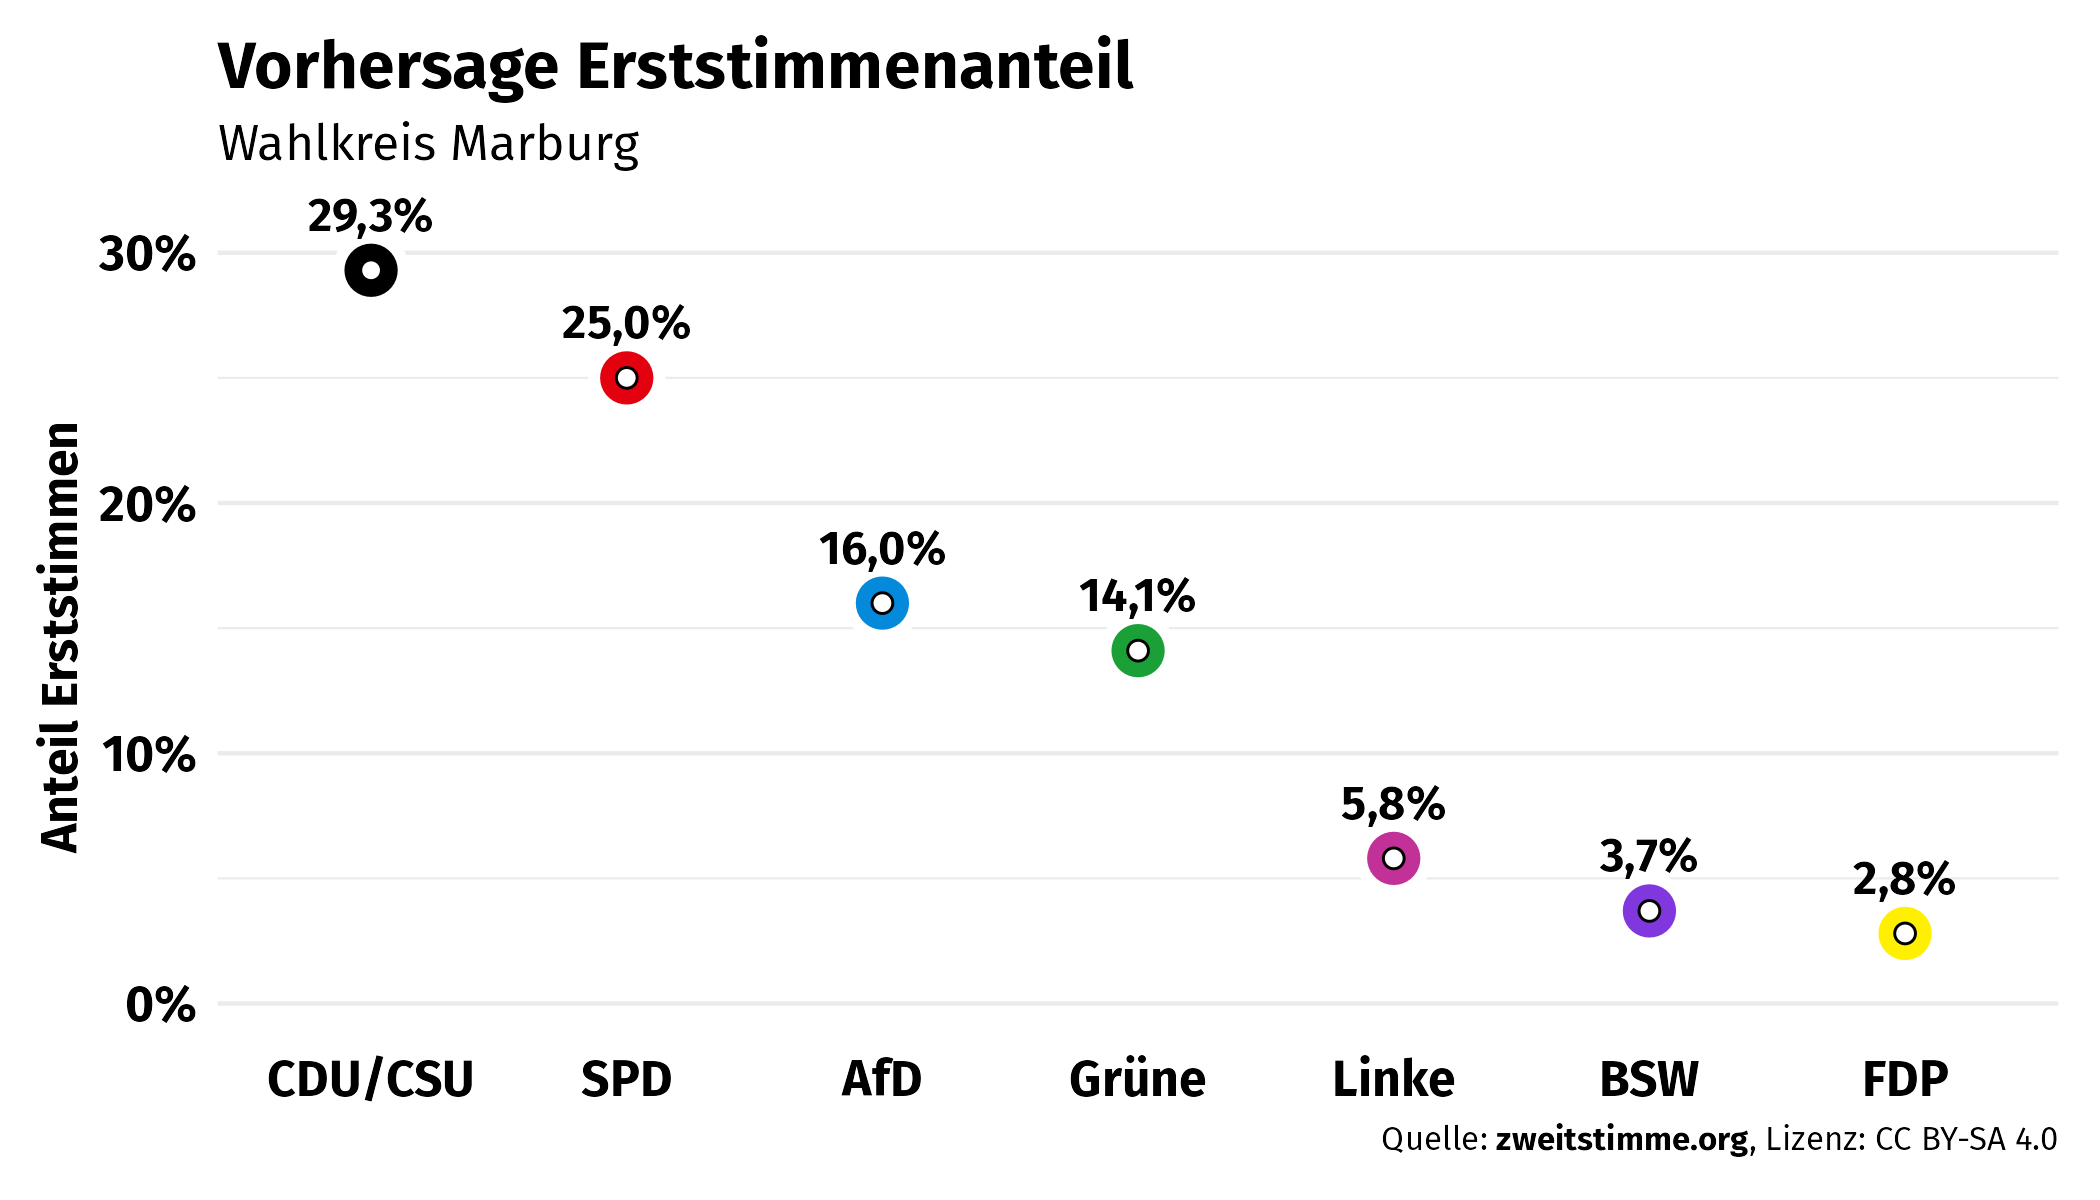 Vorhersage Erststimmenanteil
Wahlkreis Marburg
Anteil Erststimmen
30%
20%
10%
0%
29,3%
25,0%
16,0%
14,1%
5,8%
3,7%
2,8%
CDU/CSU SPD AfD Grüne Linke BSW FDP
Quelle: zweitstimme.org, Lizenz: CC BY-SA 4.0